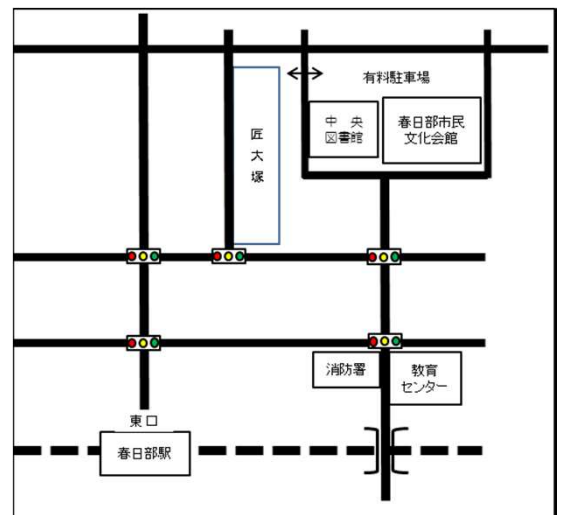 有料駐車場
中央
図書館
春日部市民
文化会館
匠大塚
消防署
教育
センター
東口
春日部駅